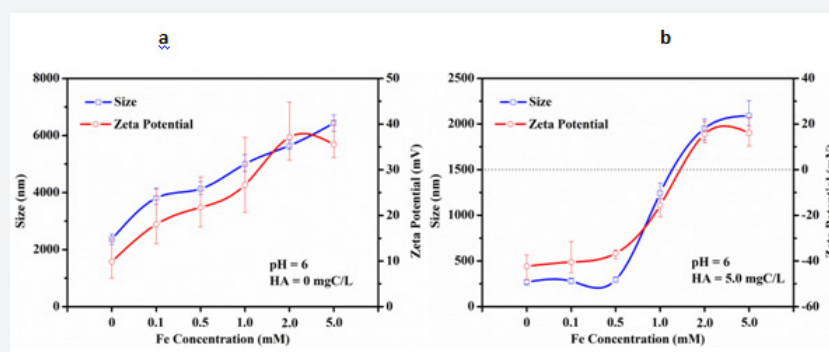 a
b
8000
6000
4000
2000
0
Size (nm)
Size
Zeta Potential
50
40
30
20
10
0
Zeta Potential (mV)
pH = 6
HA = 0 mgC/L
0 0.1 0.5 1.0 2.0 5.0
Fe Concentration (mM)
2500
2000
1500
1000
500
0
Size (nm)
Size
Zeta Potential
40
20
0
-20
-40
-60
Zeta Potential (mV)
pH = 6
HA = 5.0 mgC/L
0 0.1 0.5 1.0 2.0 5.0
Fe Concentration (mM)